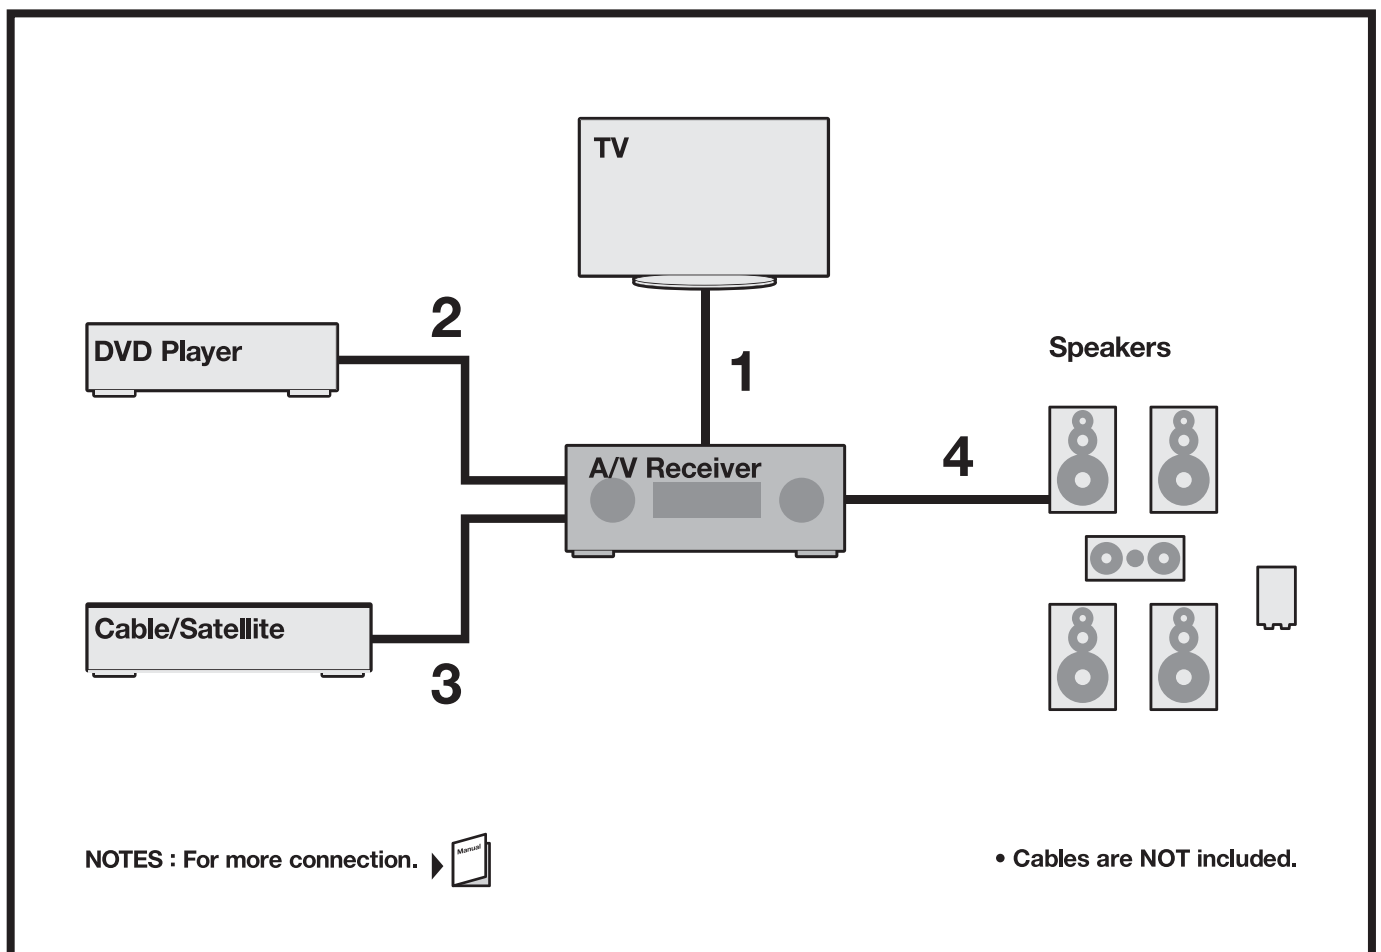 TV
2
DVD Player
1
Speakers
A/V Receiver
4
Cable/Satellite
3
NOTES : For more connection.
Manual
• Cables are NOT included.